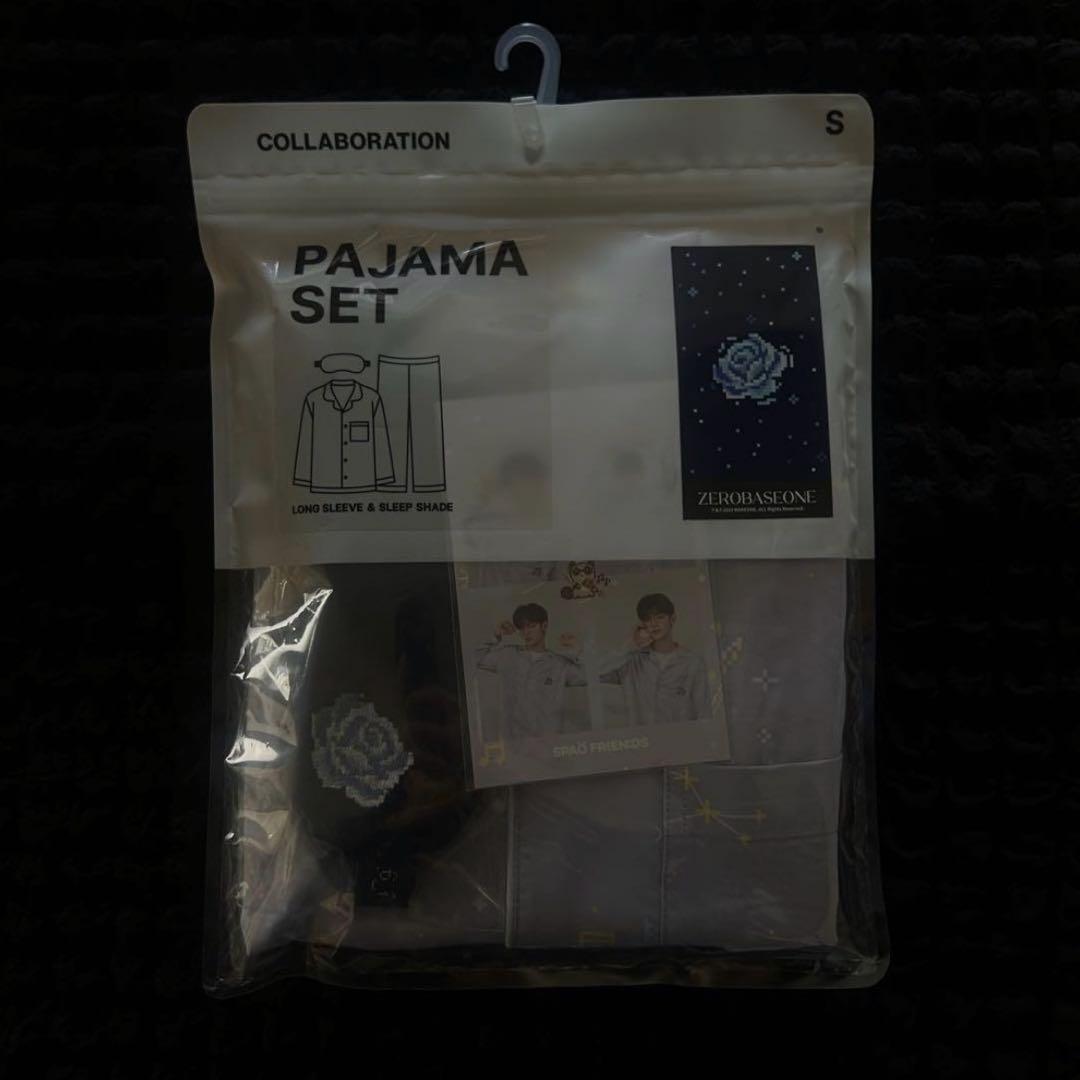 COLLABORATION
S
PAJAMA
SET
LONG SLEEVE & SLEEP SHADE
ZEROBASEONE
SPAO FRIENDS